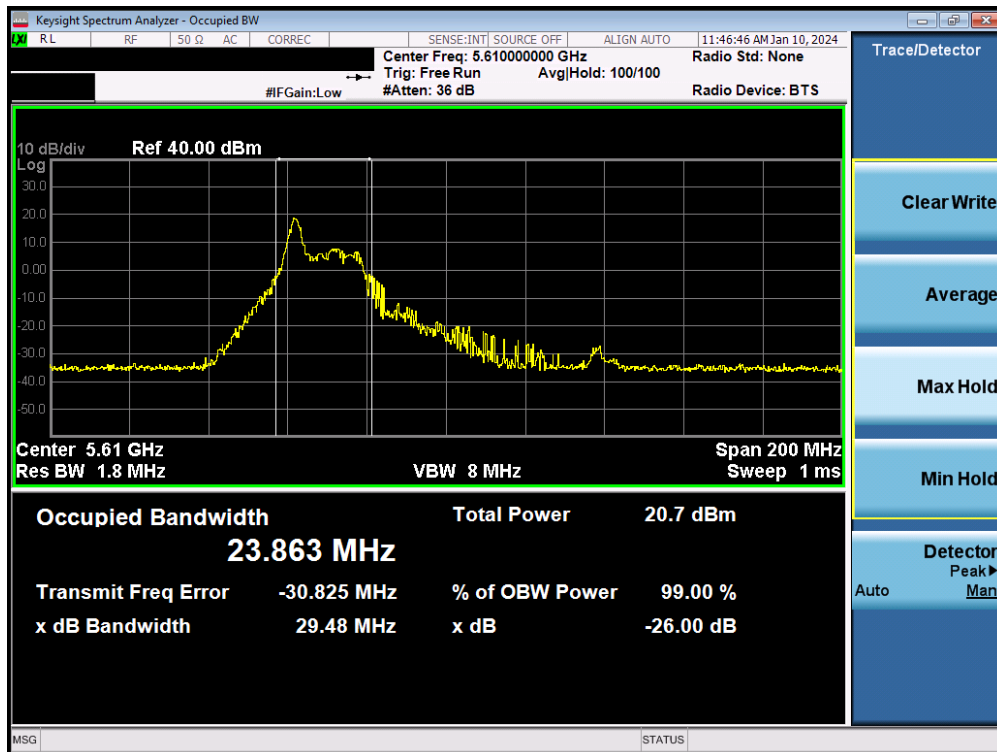 LXI
Keysight Spectrum Analyzer - Occupied BW
RL RF 50 Ω AC CORREC SENSE:INT SOURCE OFF ALIGN AUTO 11:46:46 AM Jan 10, 2024
Center Freq: 5.610000000 GHz Radio Std: None
Trig: Free Run Avg|Hold: 100/100
#IFGain:Low #Atten: 36 dB Radio Device: BTS
10 dB/div Ref 40.00 dBm
Log
30.0
20.0
10.0
0.00
-10.0
-20.0
-30.0
-40.0
-50.0
Center 5.61 GHz Span 200 MHz
Res BW 1.8 MHz VBW 8 MHz Sweep 1 ms
Occupied Bandwidth Total Power 20.7 dBm
23.863 MHz
Transmit Freq Error -30.825 MHz % of OBW Power 99.00 %
x dB Bandwidth 29.48 MHz x dB -26.00 dB
MSG STATUS
Trace/Detector
Clear Write
Average
Max Hold
Min Hold
Detector
Peak▶
Auto Man